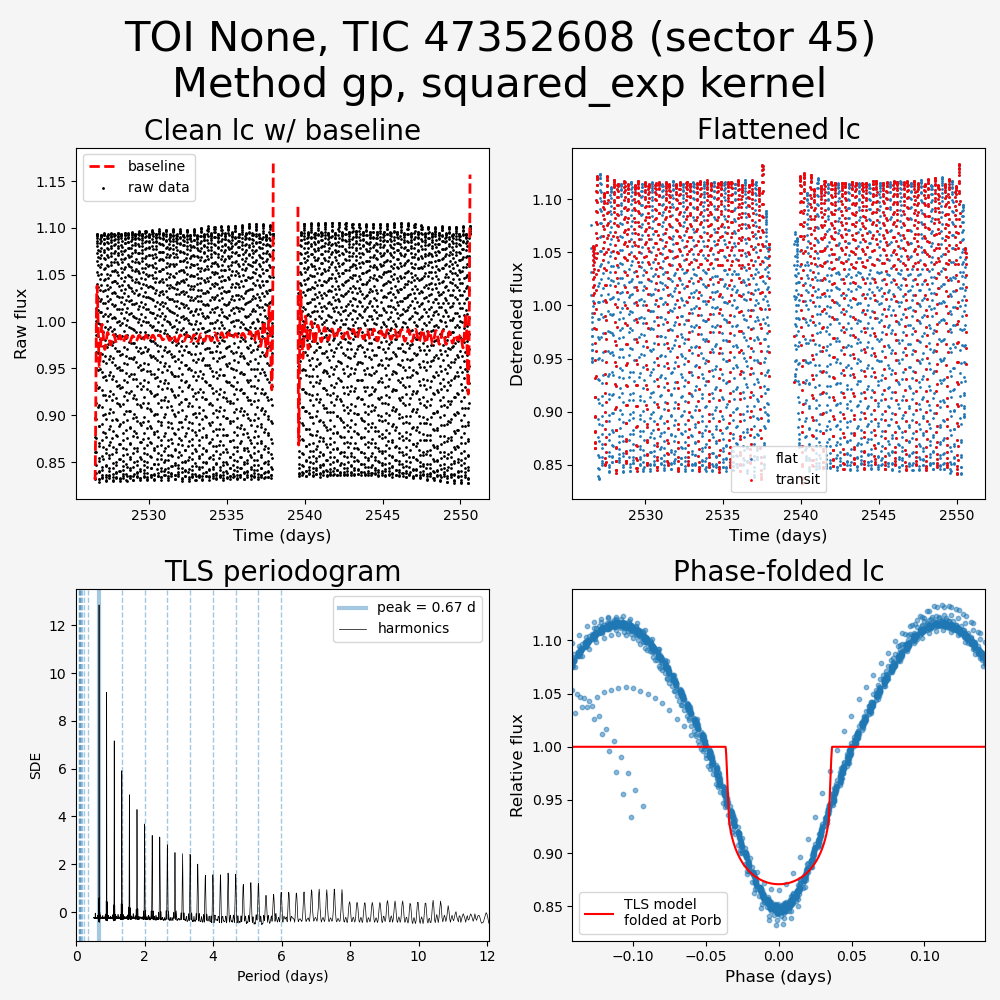 TOI None, TIC 47352608 (sector 45)
Method gp, squared_exp kernel
Clean lc w/ baseline
baseline
raw data
1.15
1.10
1.05
1.00
0.95
0.90
0.85
Raw flux
2530
2535
2540
2545
2550
Time (days)
Flattened lc
1.10
1.05
1.00
0.95
0.90
0.85
Detrended flux
flat
transit
2530
2535
2540
2545
2550
Time (days)
TLS periodogram
peak = 0.67 d
harmonics
12
10
8
6
4
2
0
SDE
0
2
4
6
8
10
12
Period (days)
Phase-folded lc
1.10
1.05
1.00
0.95
0.90
0.85
Relative flux
TLS model
folded at Porb
−0.10
−0.05
0.00
0.05
0.10
Phase (days)